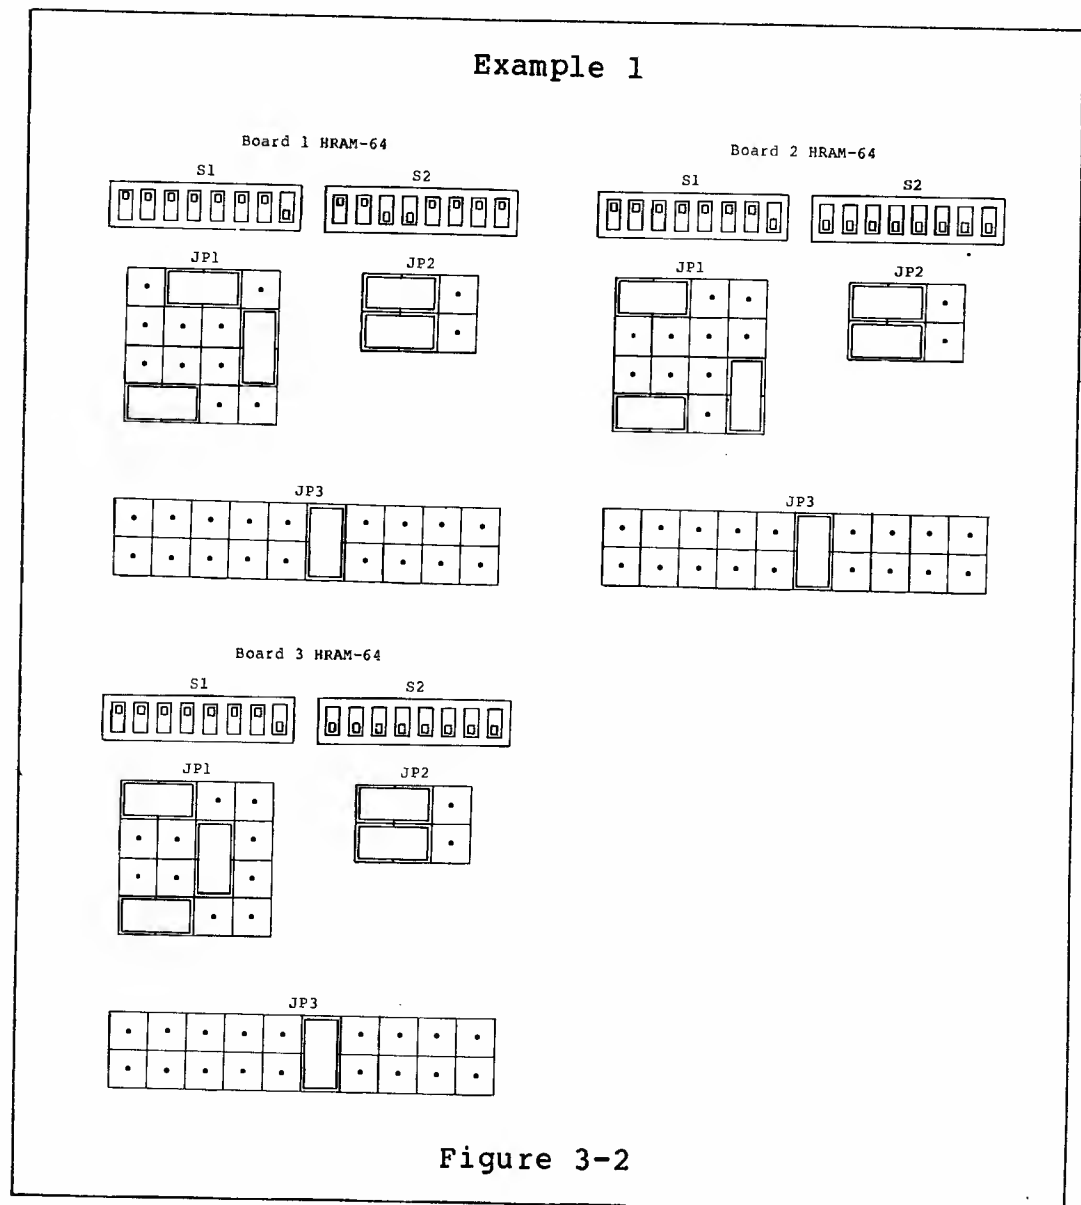 Example 1
Board 1 HRAM-64
S1
S2
JP1
JP2
JP3
Board 2 HRAM-64
S1
S2
JP1
JP2
JP3
Board 3 HRAM-64
S1
S2
JP1
JP2
JP3
Figure 3-2